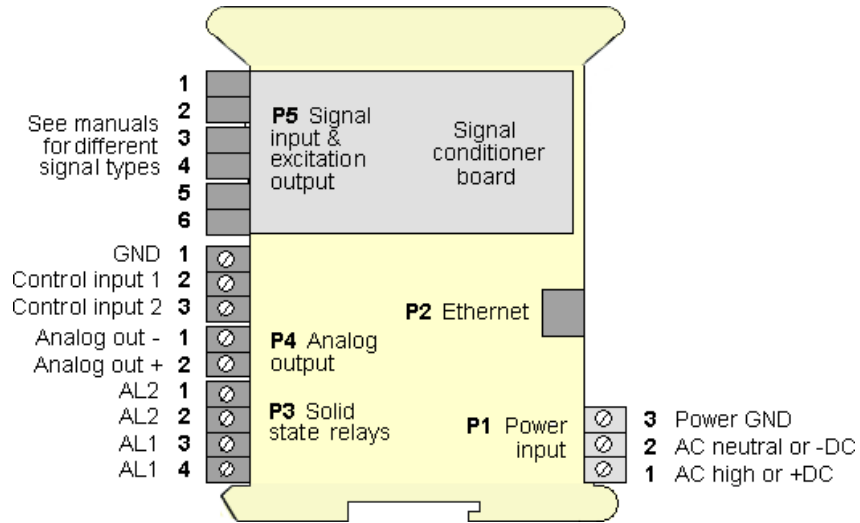 1
2
See manuals
for different
signal types
3
4
5
6
P5 Signal
input &
excitation
output
Signal
conditioner
board
GND 1
Control input 1 2
Control input 2 3
Analog out - 1
Analog out + 2
AL2 1
AL2 2
AL1 3
AL1 4
P2 Ethernet
P4 Analog
output
P3 Solid
state relays
P1 Power
input
3 Power GND
2 AC neutral or -DC
1 AC high or +DC